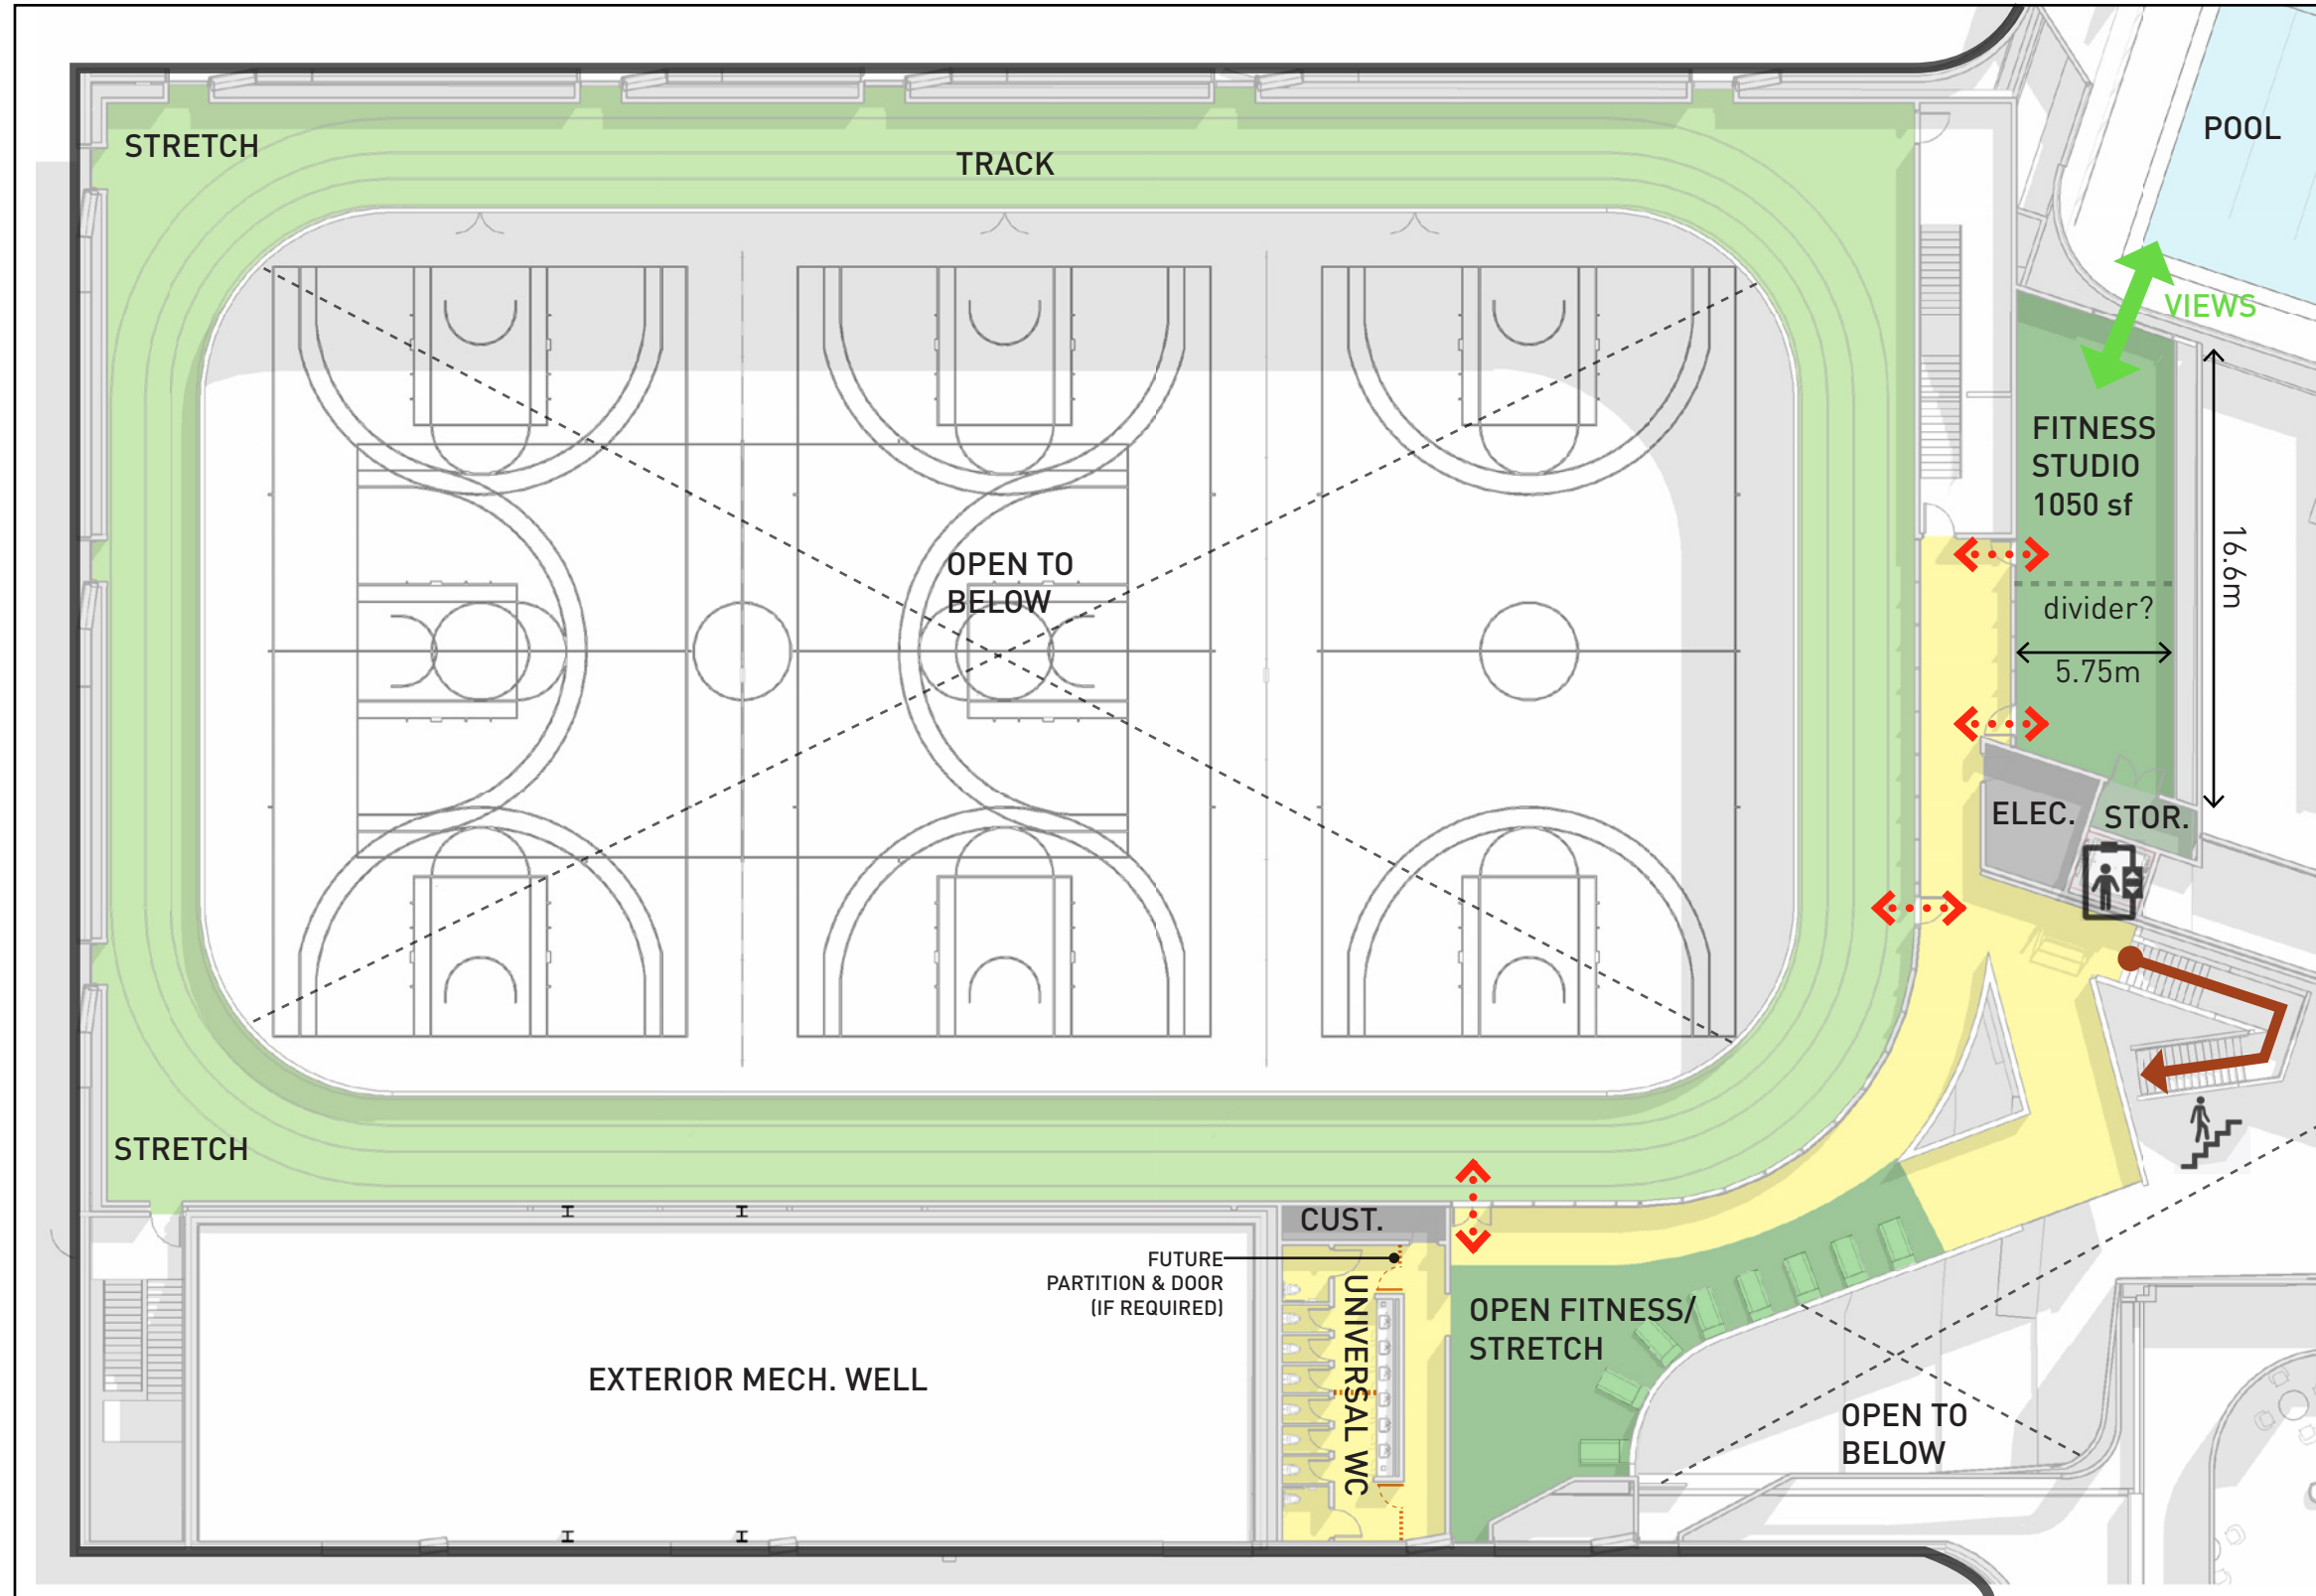 STRETCH
TRACK
POOL
VIEWS
FITNESS
STUDIO
1050 sf
16.6m
OPEN TO
BELOW
divider?
5.75m
ELEC.
STOR.
STRETCH
CUST.
FUTURE
PARTITION & DOOR
(IF REQUIRED)
UNIVERSAL WC
OPEN FITNESS/
STRETCH
EXTERIOR MECH. WELL
OPEN TO
BELOW